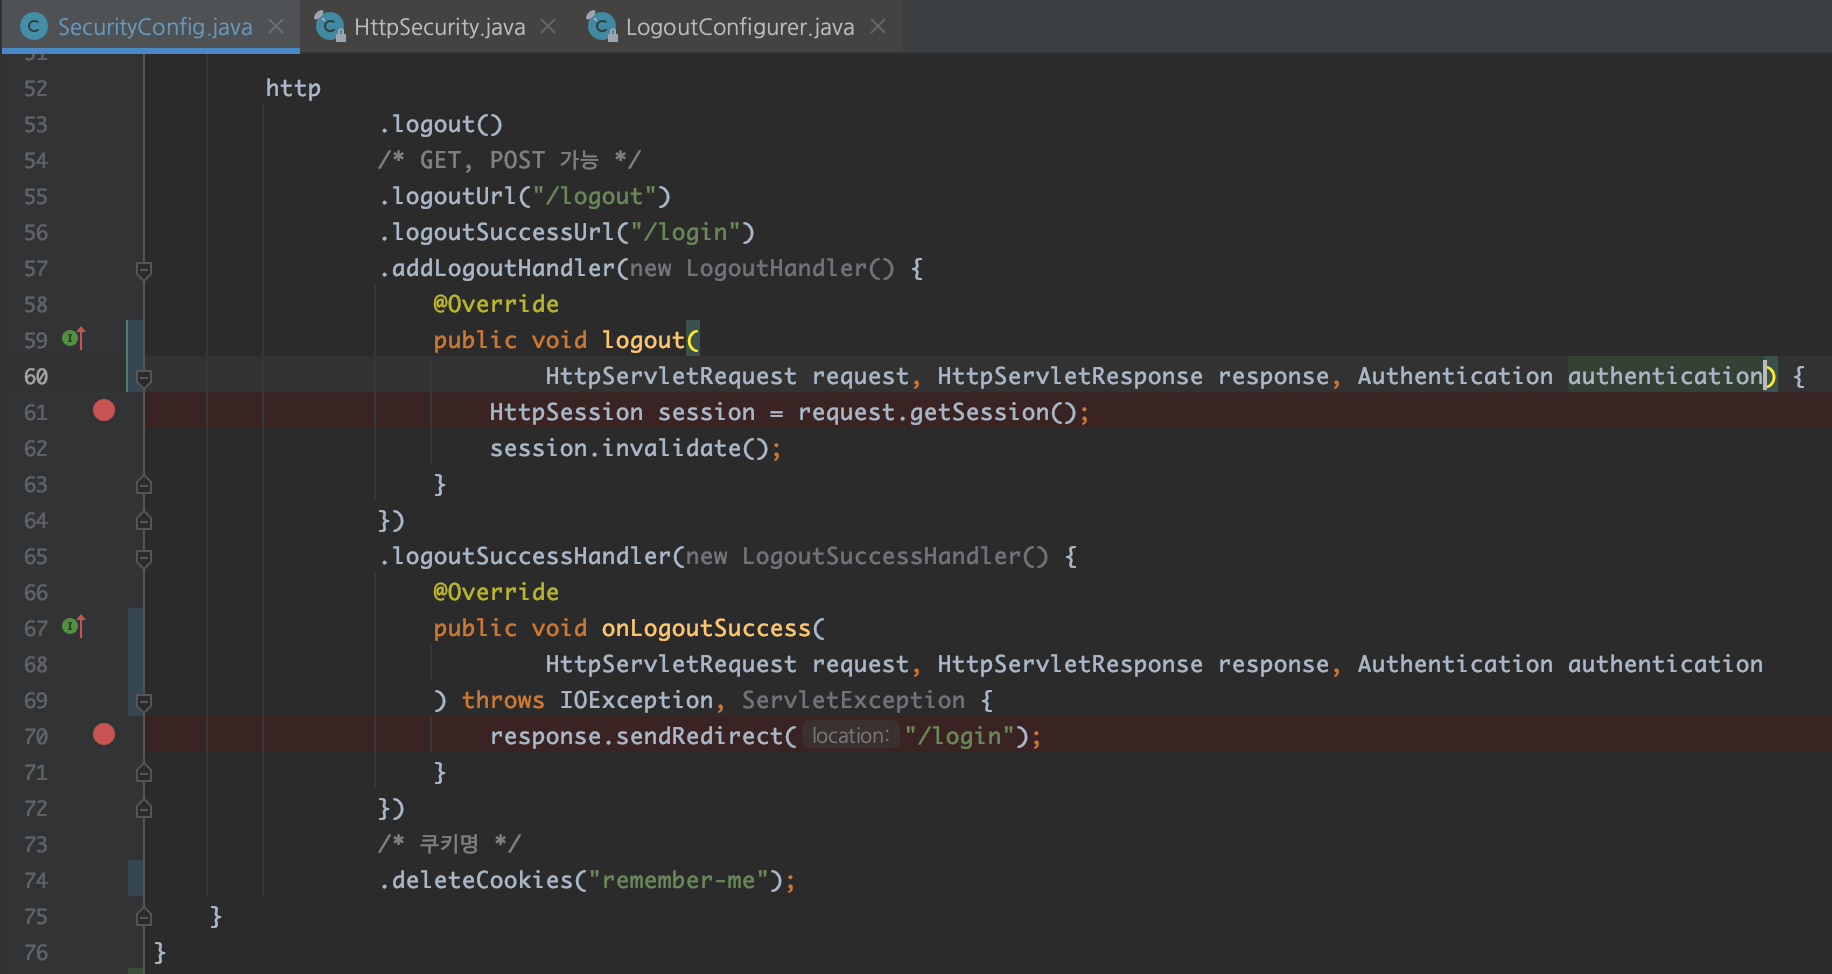 SecurityConfig.java HttpSecurity.java LogoutConfigurer.java
51
52 http
53 .logout()
54 /* GET, POST 가능 */
55 .logoutUrl("/logout")
56 .logoutSuccessUrl("/login")
57 .addLogoutHandler(new LogoutHandler() {
58 @Override
59 public void logout(
60 HttpServletRequest request, HttpServletResponse response, Authentication authentication) {
61 HttpSession session = request.getSession();
62 session.invalidate();
63 }
64 })
65 .logoutSuccessHandler(new LogoutSuccessHandler() {
66 @Override
67 public void onLogoutSuccess(
68 HttpServletRequest request, HttpServletResponse response, Authentication authentication
69 ) throws IOException, ServletException {
70 response.sendRedirect( location: "/login");
71 }
72 })
73 /* 쿠키명 */
74 .deleteCookies("remember-me");
75 }
76 }